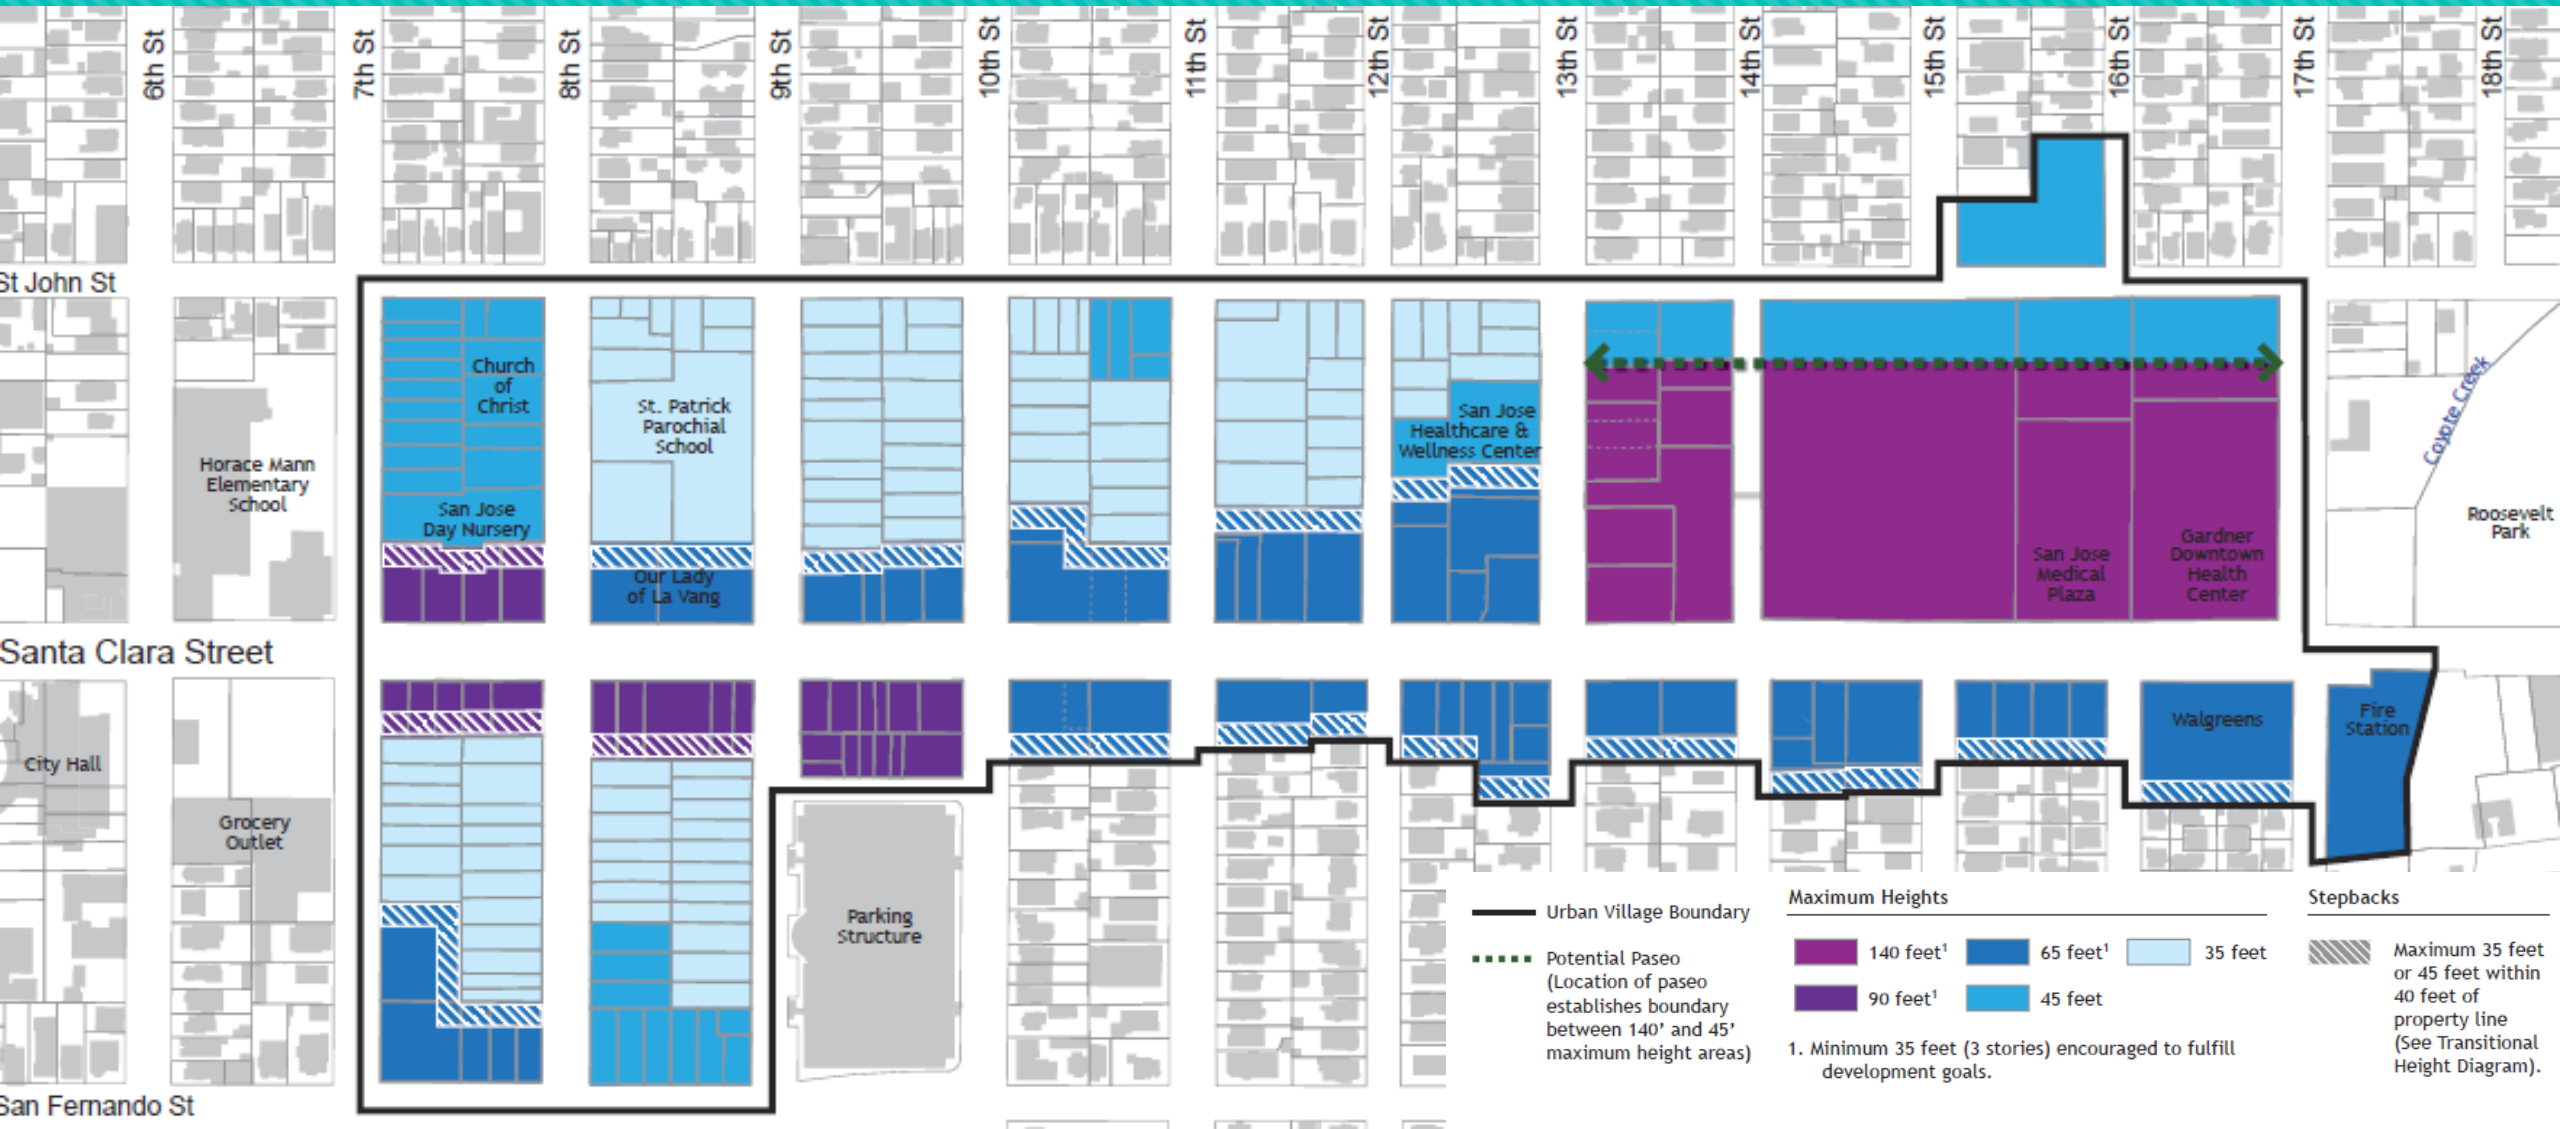 6th St
7th St
8th St
9th St
10th St
11th St
12th St
13th St
14th St
15th St
16th St
17th St
18th St
St John St
Church
of
Christ
St. Patrick
Parochial
School
San Jose
Healthcare &
Wellness Center
Horace Mann
Elementary
School
San Jose
Day Nursery
Our Lady
of La Vang
San Jose
Medical
Plaza
Gardner
Downtown
Health
Center
Coyote Creek
Roosevelt
Park
Santa Clara Street
City Hall
Grocery
Outlet
Parking
Structure
Walgreens
Fire
Station
San Fernando St
Urban Village Boundary
Potential Paseo
(Location of paseo
establishes boundary
between 140' and 45'
maximum height areas)
Maximum Heights
140 feet¹
65 feet¹
35 feet
90 feet¹
45 feet
1. Minimum 35 feet (3 stories) encouraged to fulfill
development goals.
Stepbacks
Maximum 35 feet
or 45 feet within
40 feet of
property line
(See Transitional
Height Diagram).